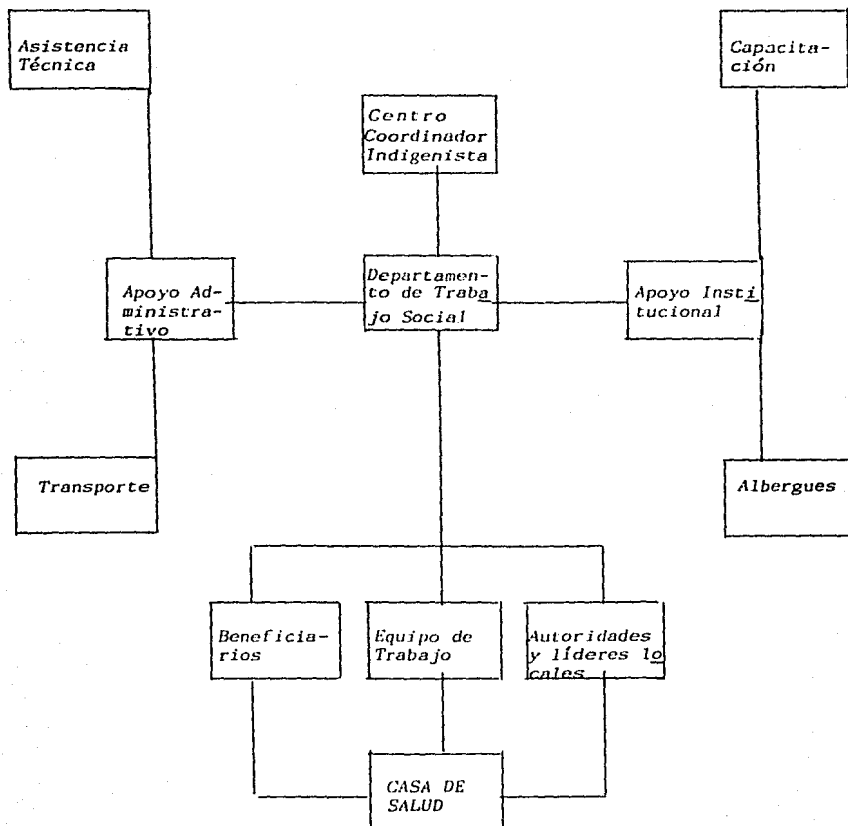 Asistencia
Técnica
Capacita-
ción
Centro
Coordinador
Indigenista
Apoyo Ad-
ministra-
tivo
Departamen-
to de Traba
jo Social
Apoyo Insti
tucional
Transporte
Albergues
Beneficia-
rios
Equipo de
Trabajo
Autoridades
y líderes lo
cales
CASA DE
SALUD